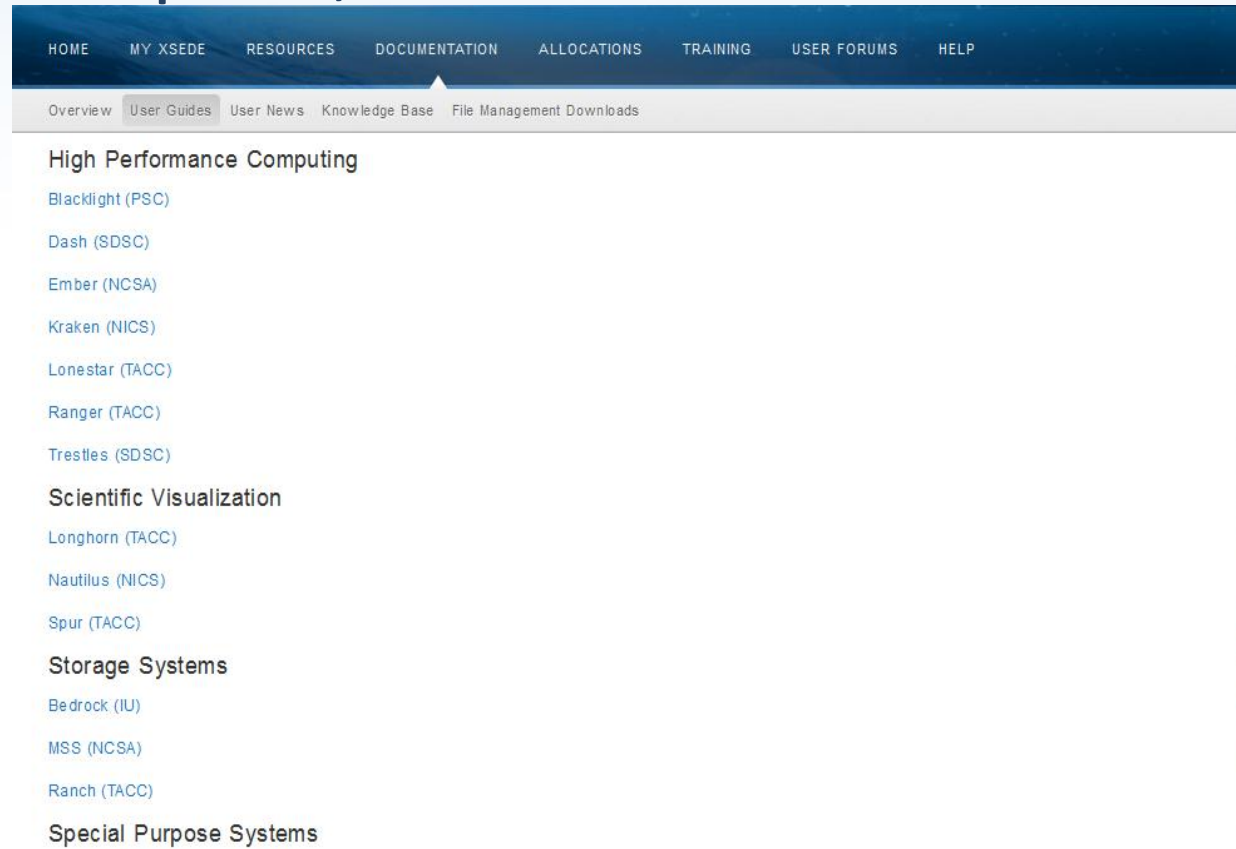 HOME MY XSEDE RESOURCES DOCUMENTATION ALLOCATIONS TRAINING USER FORUMS HELP
Overview User Guides User News Knowledge Base File Management Downloads
High Performance Computing
Blacklight (PSC)
Dash (SDSC)
Ember (NCSA)
Kraken (NICS)
Lonestar (TACC)
Ranger (TACC)
Trestles (SDSC)
Scientific Visualization
Longhorn (TACC)
Nautilus (NICS)
Spur (TACC)
Storage Systems
Bedrock (IU)
MSS (NCSA)
Ranch (TACC)
Special Purpose Systems